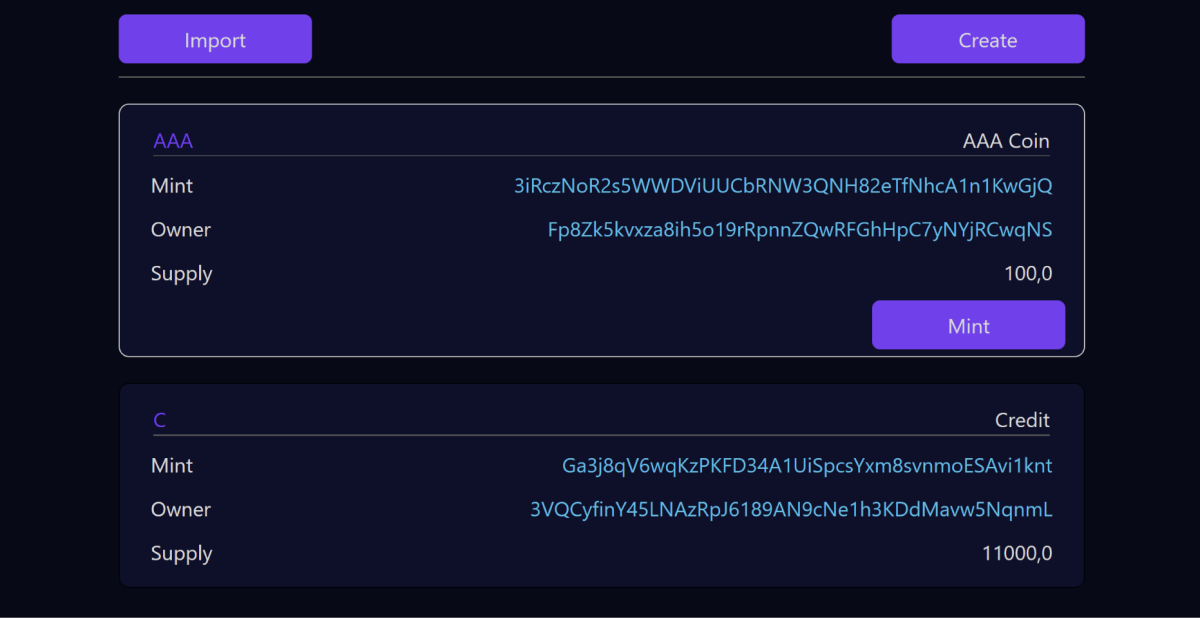 Import Create
AAA AAA Coin
Mint 3iRczNoR2s5WWDViUUCbRNW3QNH82eTfNhcA1n1KwGjQ
Owner Fp8Zk5kvxza8ih5o19rRpnnZQwRFGhHpC7yNYjRCwqNS
Supply 100,0
Mint
C Credit
Mint Ga3j8qV6wqKzPKFD34A1UiSpcsYxm8svnmoESAvi1knt
Owner 3VQCyfinY45LNAzRpJ6189AN9cNe1h3KDdMavw5NqnmL
Supply 11000,0